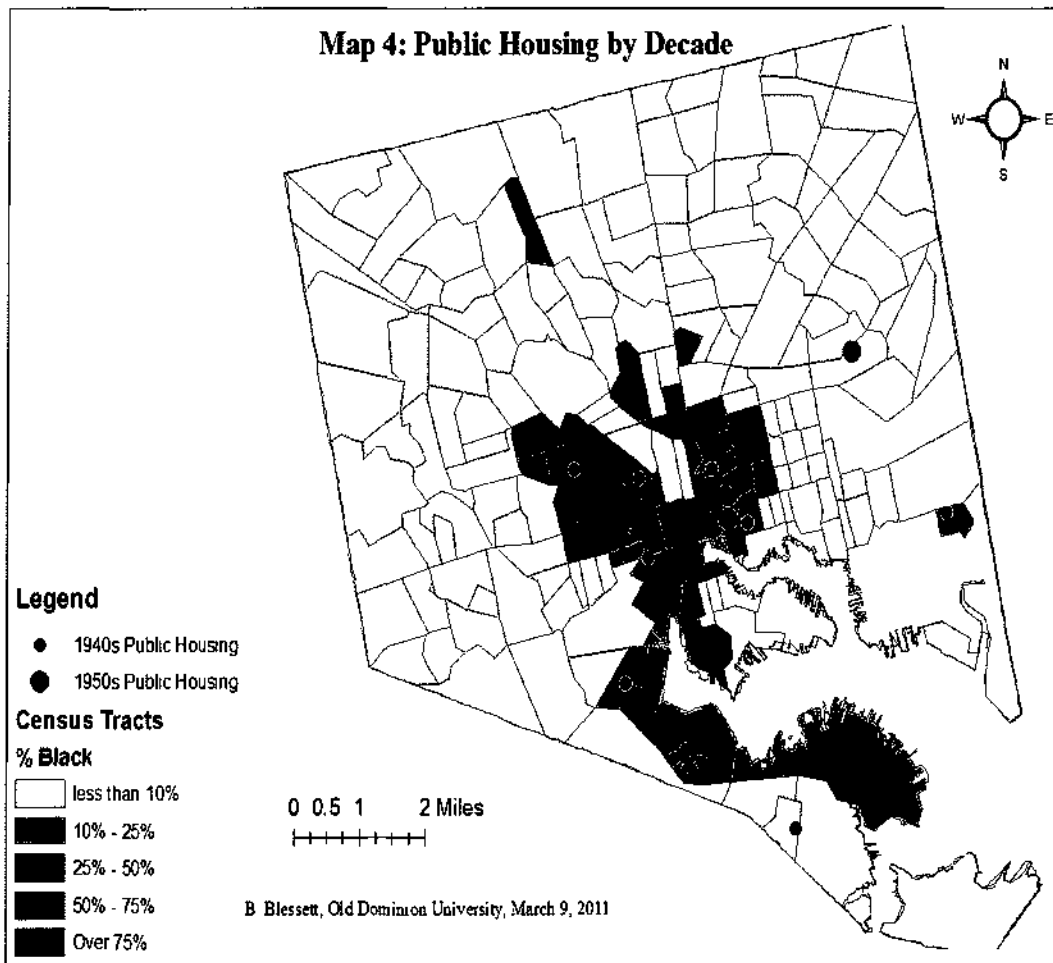 Map 4: Public Housing by Decade
N
W E
S
Legend
1940s Public Housing
1950s Public Housing
Census Tracts
% Black
less than 10%
10% - 25%
25% - 50%
50% - 75%
Over 75%
0 0.5 1 2 Miles
B Blessett, Old Dominion University, March 9, 2011